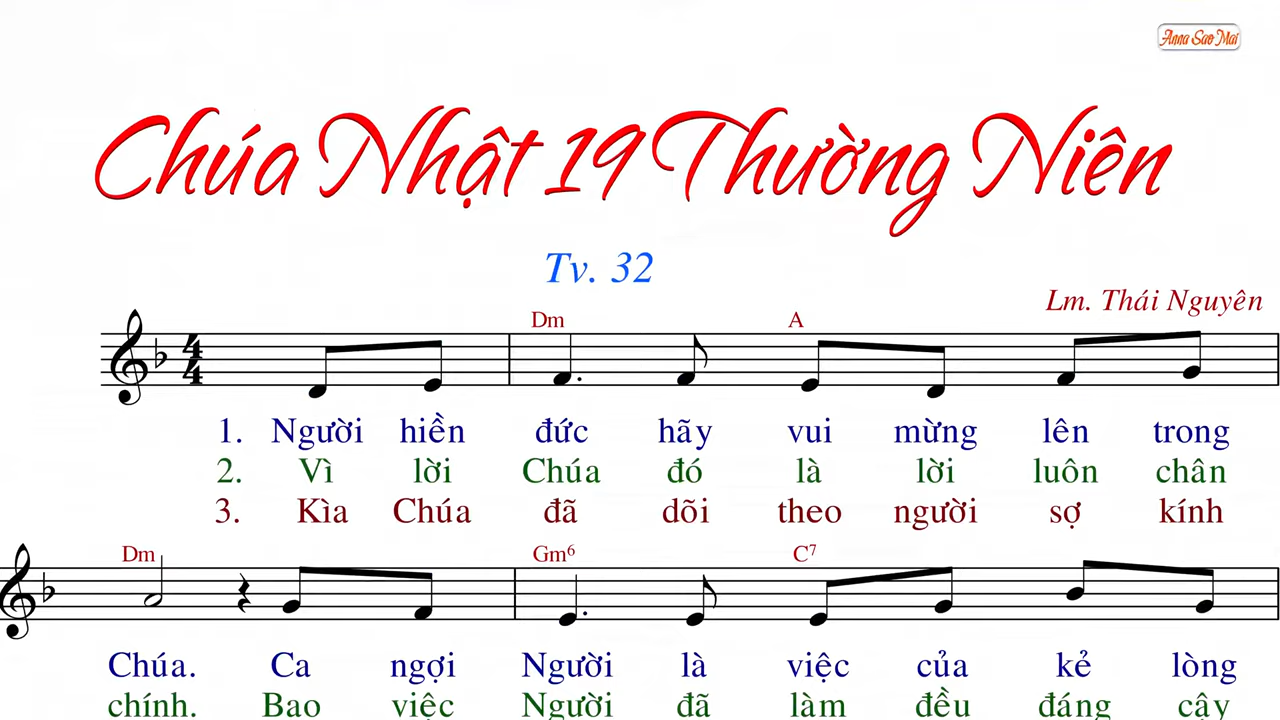 Anna Sao Mai
Chúa Nhật 19 Thường Niên
Tv. 32
Lm. Thái Nguyên
Dm A
4
4
1. Người hiền đức hãy vui mừng lên trong
2. Vì lời Chúa đó là lời luôn chân
3. Kìa Chúa đã dõi theo người sợ kính
Dm Gm6 C7
Chúa. Ca ngợi Người là việc của kẻ lòng
chính. Bao việc Người đã làm đều đáng cậy